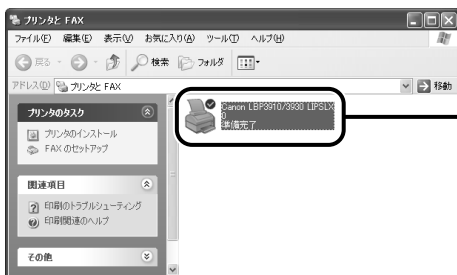 プリンタと FAX
ファイル(F) 編集(E) 表示(V) お気に入り(A) ツール(T) ヘルプ(H)
戻る 検索 フォルダ
アドレス(D) プリンタと FAX 移動
プリンタのタスク
プリンタのインストール
FAX のセットアップ
関連項目
印刷のトラブルシューティング
印刷関連のヘルプ
その他
Canon LBP3910/3930 LIPSLX
0
準備完了